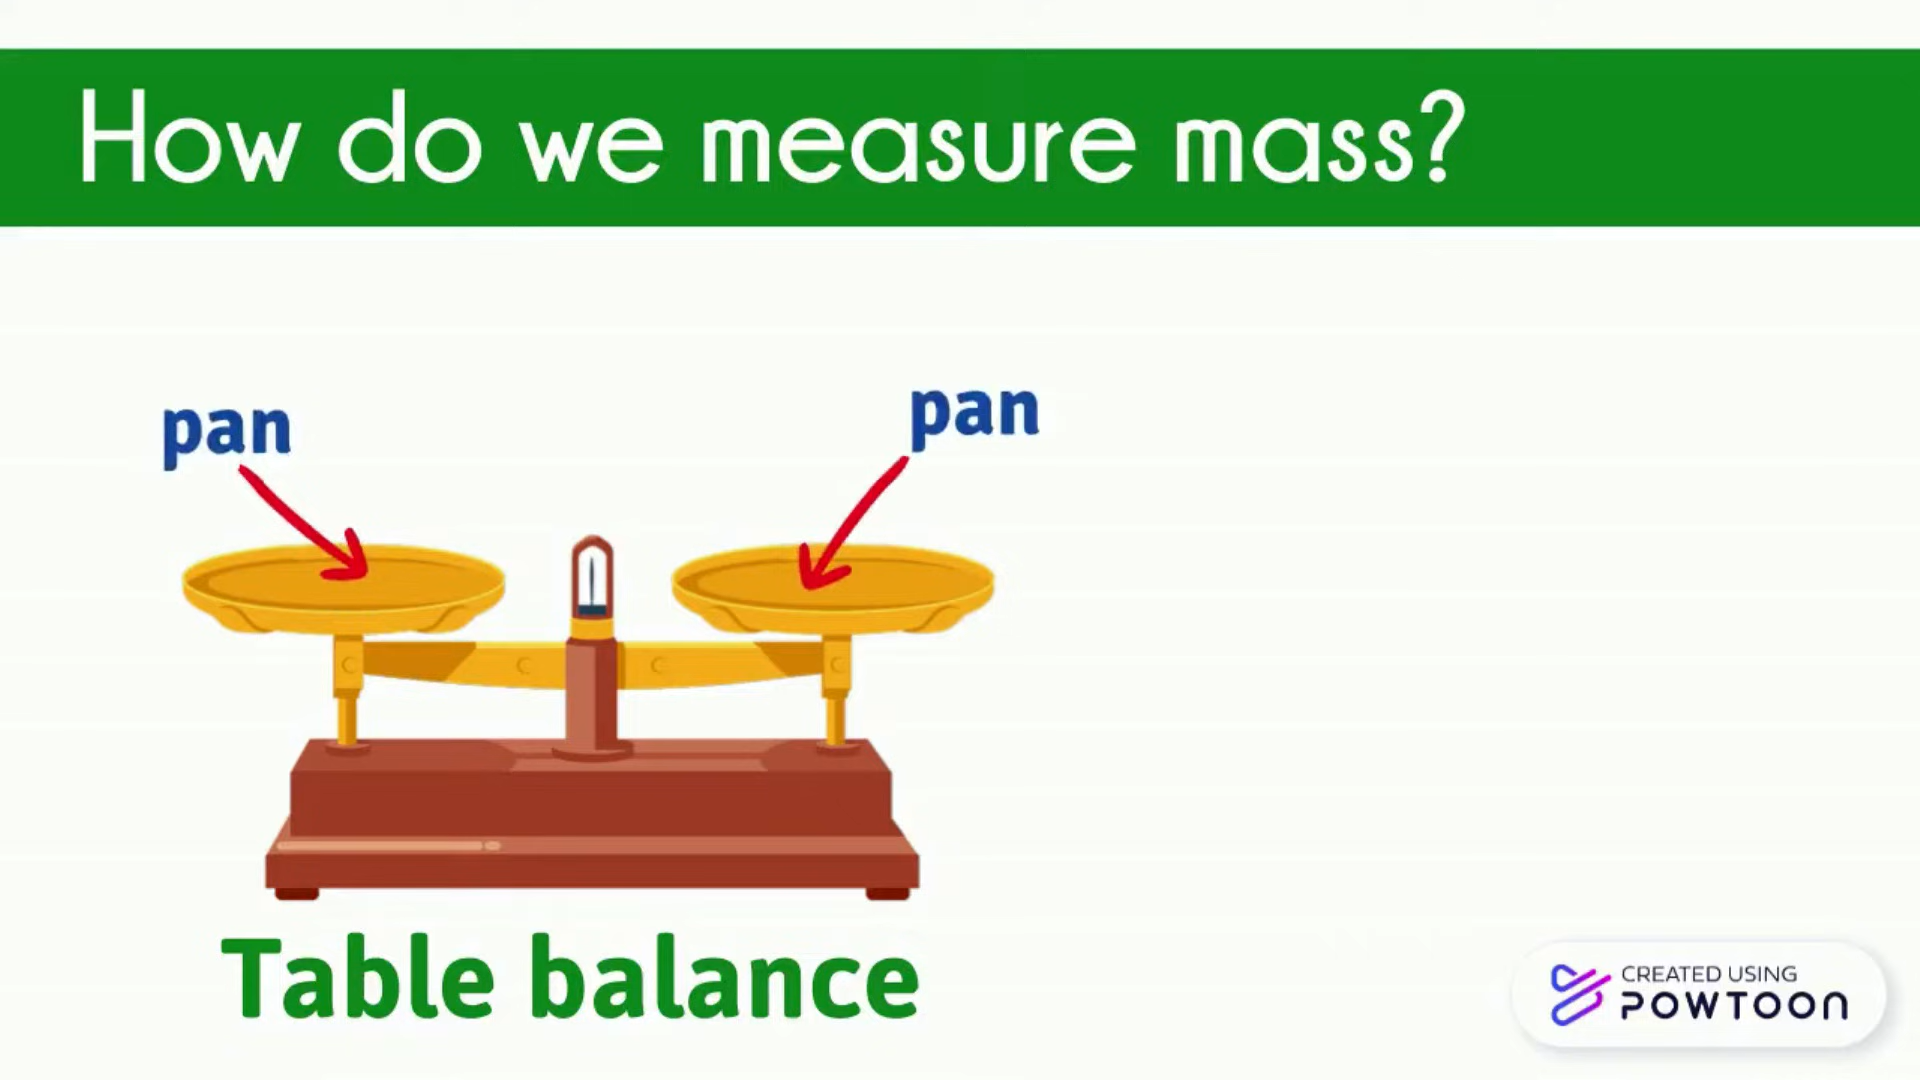 How do we measure mass?
pan
pan
Table balance
CREATED USING
POWTOON